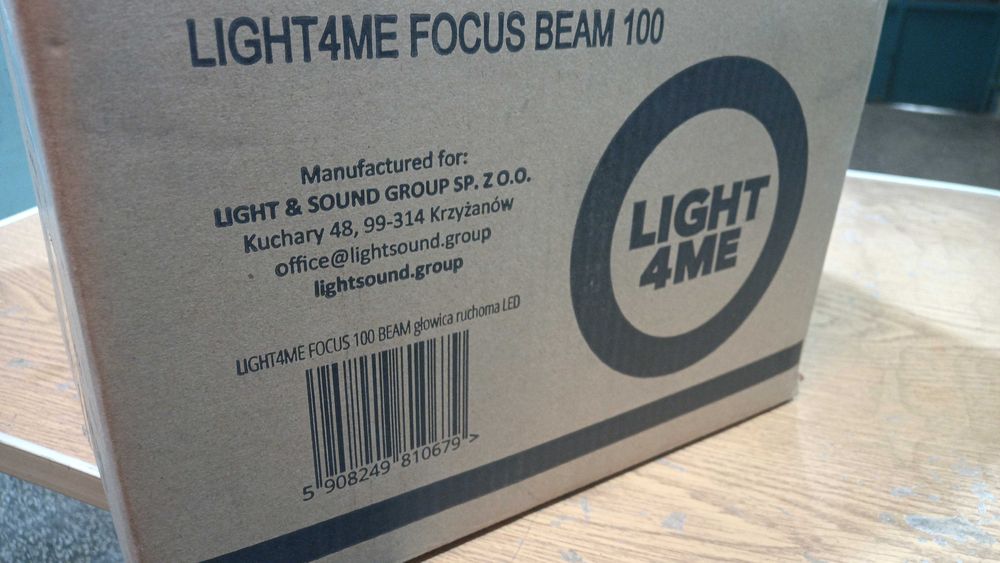 LIGHT4ME FOCUS BEAM 100
Manufactured for:
LIGHT & SOUND GROUP SP. Z O.O.
Kuchary 48, 99-314 Krzyżanów
office@lightsound.group
lightsound.group
LIGHT4ME FOCUS 100 BEAM głowica ruchoma LED
5 908249 810679 >
LIGHT
4ME